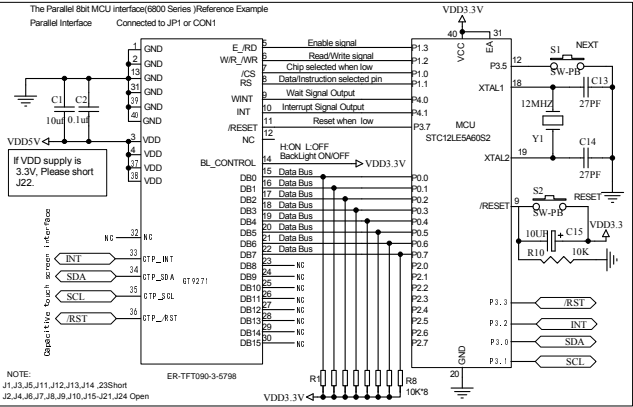 The Parallel 8bit MCU interface(6800 Series )Reference Example
Parallel Interface Connected to JP1 or CON1
VDD3.3V
40 31
VCC
EA
1 GND
2 GND
13 GND
31 GND
39 GND
40 GND
3 VDD
4 VDD
37 VDD
38 VDD
C1 C2
10uf 0.1uf
VDD5V
If VDD supply is
3.3V, Please short
J22.
E_/RD 5 Enable signal P1.3
W/R_/WR 6 Read/Write signal P1.2
/CS 7 Chip selected when low P1.0
RS 8 Data/Instruction selected pin P1.1
WINT 9 Wait Signal Output P4.0
INT 10 Interrupt Signal Output P4.1
/RESET 11 Reset when low P3.7
NC 12
H:ON L:OFF
BL_CONTROL 14 BackLight ON/OFF VDD3.3V
DB0 15 Data Bus P0.0
DB1 16 Data Bus P0.1
DB2 17 Data Bus P0.2
DB3 18 Data Bus P0.3
DB4 19 Data Bus P0.4
DB5 20 Data Bus P0.5
DB6 21 Data Bus P0.6
DB7 22 Data Bus P0.7
DB8 23 NC P2.0
DB9 24 NC P2.1
DB10 25 NC P2.2
DB11 26 NC P2.3
DB12 27 NC P2.4
DB13 28 NC P2.5
DB14 29 NC P2.6
DB15 30 NC P2.7
Capacitive touch screen interface
NC 32 NC
INT 33 CTP_INT
SDA 34 CTP_SDA
SCL 35 CTP_SCL
/RST 36 CTP_/RST
GT9271
ER-TFT090-3-5798
MCU
STC12LE5A60S2
P3.5 12
S1 NEXT
SW-PB
XTAL1 18
C13
27PF
12MHZ
Y1
XTAL2 19
C14
27PF
/RESET 9
S2 RESET
SW-PB
VDD3.3
10UF + C15
R10 10K
P3.3 /RST
P3.2 INT
P3.0 SDA
P3.1 SCL
GND
20
R1 R8
10K*8
VDD3.3V
NOTE:
J1,J3,J5,J11,J12,J13,J14 ,23Short
J2,J4,J6,J7,J8,J9,J10,J15-J21,J24 Open